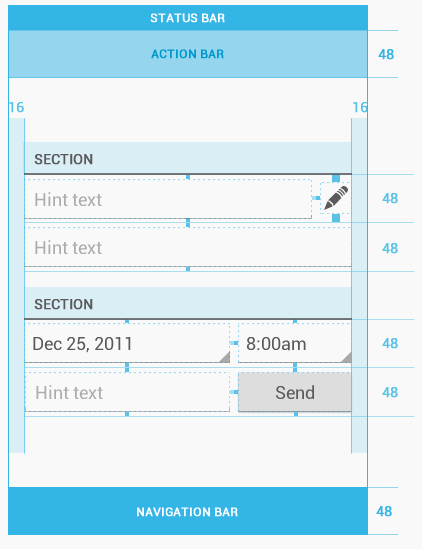 STATUS BAR
ACTION BAR 48
16 16
SECTION
Hint text 48
Hint text 48
SECTION
Dec 25, 2011 8:00am 48
Hint text Send 48
NAVIGATION BAR 48